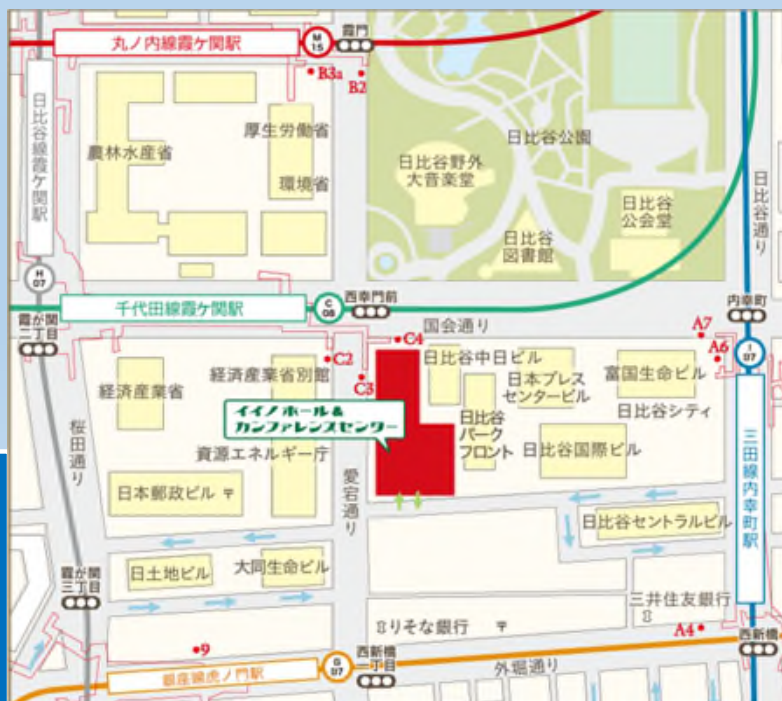 丸ノ内線霞ケ関駅
M
15
霞門
B3a
B2
日比谷線霞ケ関駅
H
07
農林水産省
厚生労働省
環境省
日比谷公園
日比谷野外
大音楽堂
日比谷
図書館
日比谷
公会堂
日比谷通り
千代田線霞ケ関駅
C
08
西幸門前
内幸町
霞が関
二丁目
国会通り
C4
A7
A6
I
07
C2
C3
経済産業省
経済産業省別館
日比谷中日ビル
日本プレス
センタービル
富国生命ビル
日比谷シティ
イイノホール&
カンファレンスセンター
日比谷
パーク
フロント
日比谷国際ビル
桜田通り
資源エネルギー庁
日本郵政ビル 〒
愛宕通り
三田線内幸町駅
日比谷セントラルビル
日土地ビル
大同生命ビル
霞が関
三丁目
りそな銀行 〒
三井住友銀行
A4
9
西新橋
一丁目
西新橋
銀座線虎ノ門駅
G
07
外堀通り